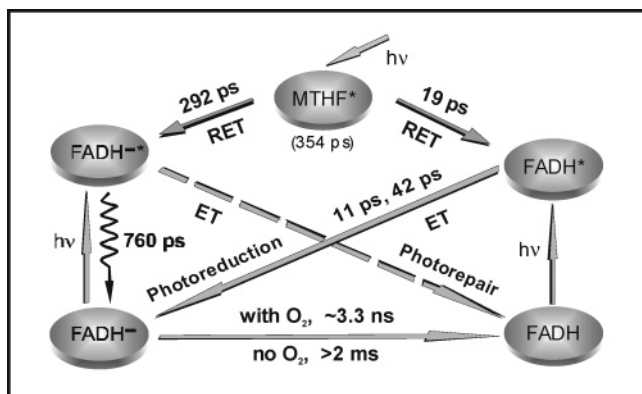 hν
292 ps
MTHF*
19 ps
RET
(354 ps)
RET
FADH–*
FADH*
11 ps, 42 ps
ET
ET
hν
760 ps
hν
Photoreduction
Photorepair
FADH–
with O₂, ~3.3 ns
FADH
no O₂, >2 ms